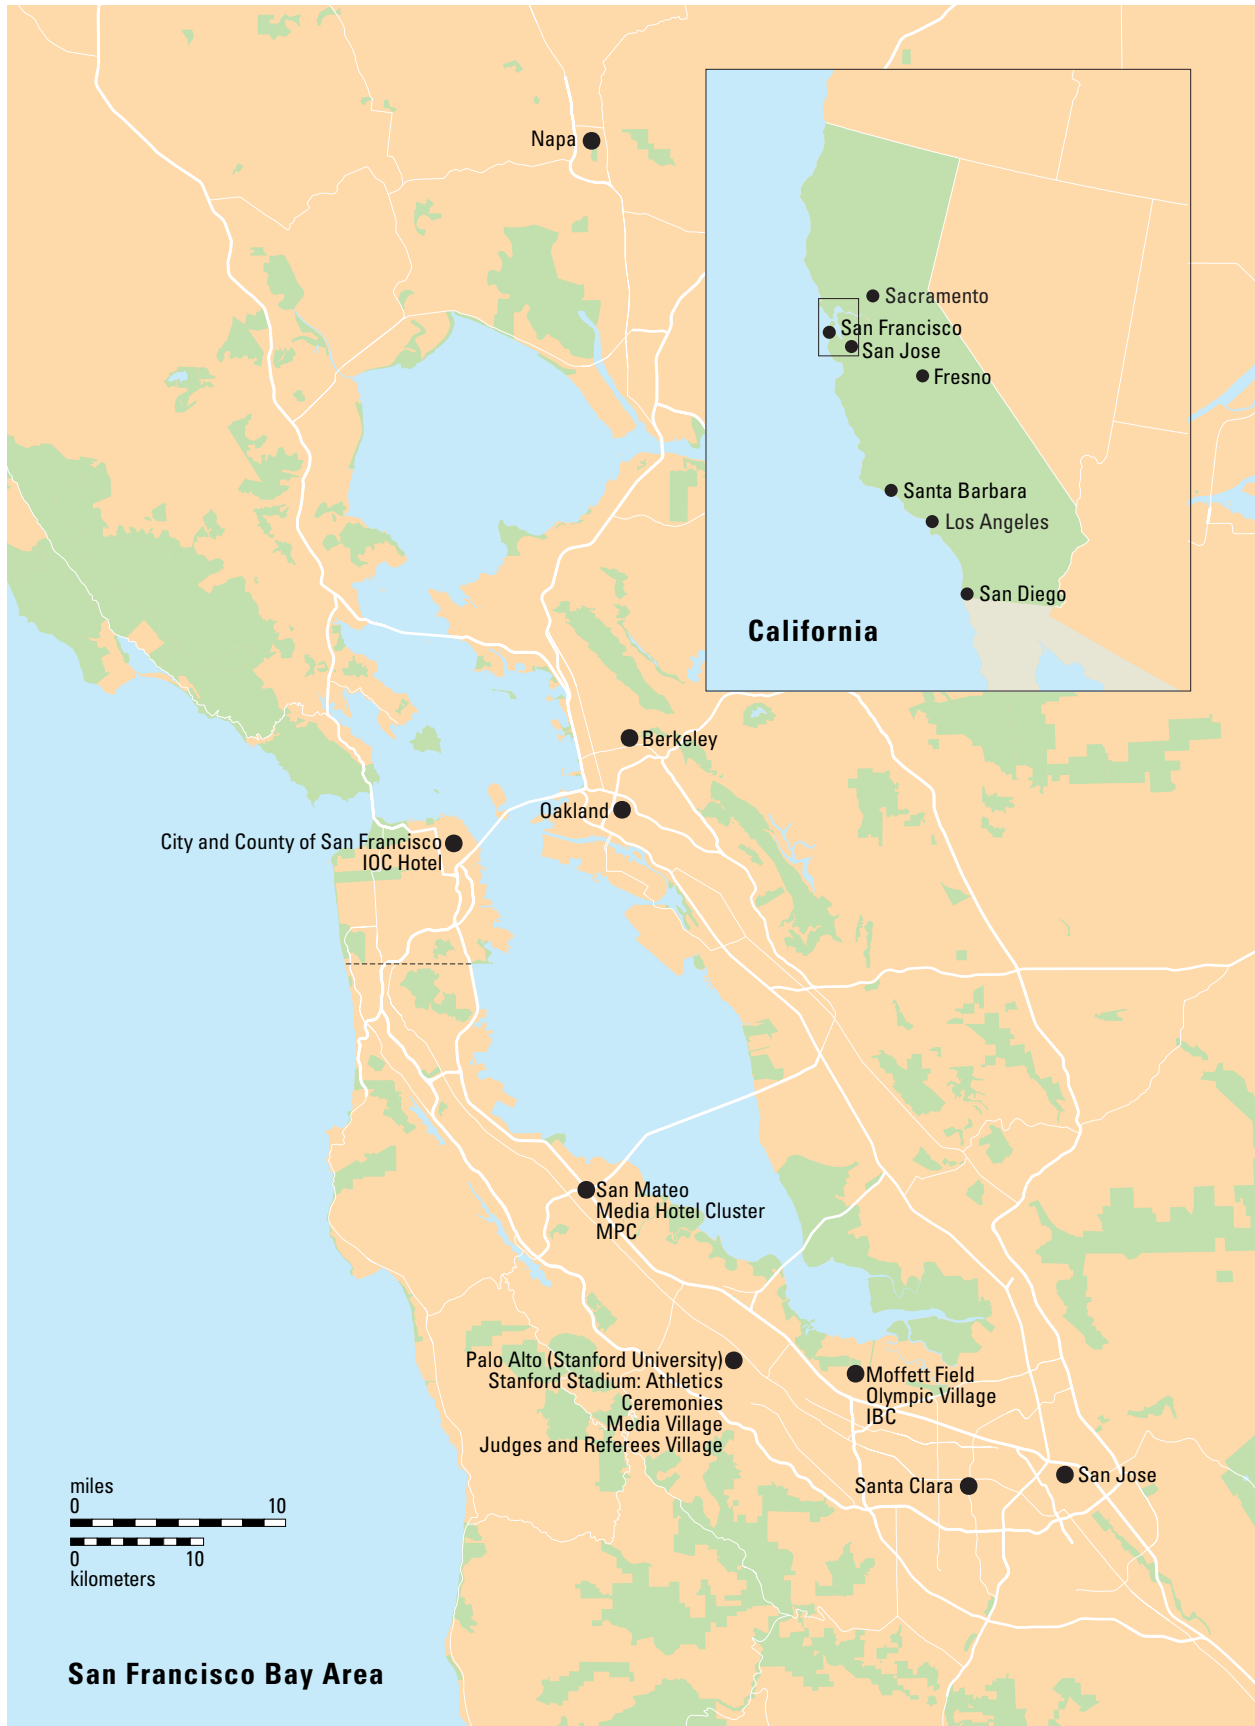 Napa
Sacramento
San Francisco
San Jose
Fresno
Santa Barbara
Los Angeles
San Diego
California
Berkeley
Oakland
City and County of San Francisco
IOC Hotel
San Mateo
Media Hotel Cluster
MPC
Palo Alto (Stanford University)
Stanford Stadium: Athletics
Ceremonies
Media Village
Judges and Referees Village
Moffett Field
Olympic Village
IBC
Santa Clara
San Jose
miles
0 10
0 10
kilometers
San Francisco Bay Area